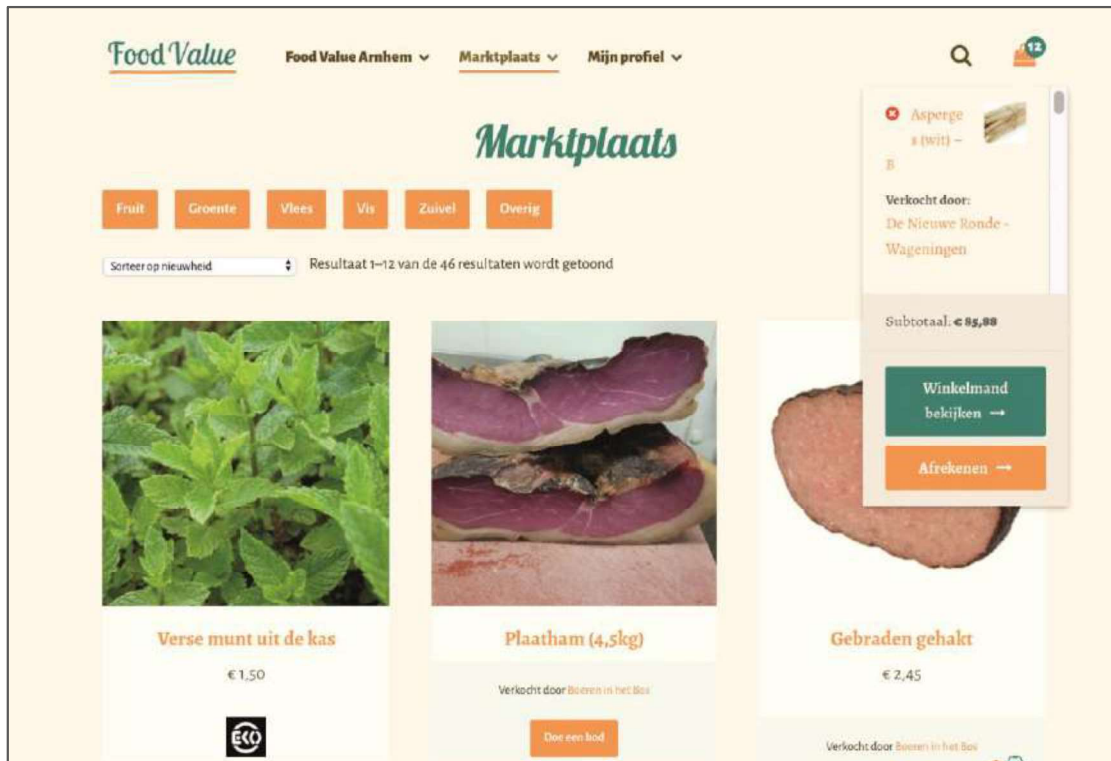 Food Value
Food Value Arnhem
Marktplaats
Mijn profiel
12
Asperge
s (wit) –
B
Verkocht door:
De Nieuwe Ronde -
Wageningen
Subtotaal: € 85,88
Winkelmand
bekijken →
Afrekenen →
Marktplaats
Fruit
Groente
Vlees
Vis
Zuivel
Overig
Sorteer op nieuwheid
Resultaat 1–12 van de 46 resultaten wordt getoond
Verse munt uit de kas
€ 1,50
EKO
Plaatham (4,5kg)
Verkocht door Boeren in het Bos
Doe een bod
Gebraden gehakt
€ 2,45
Verkocht door Boeren in het Bos